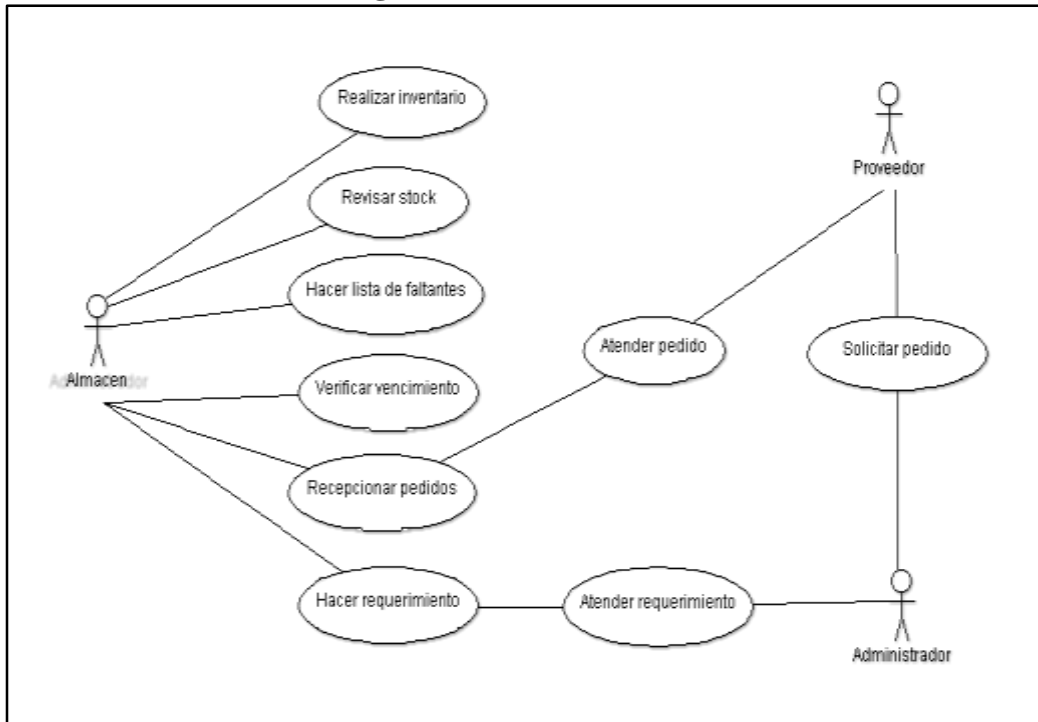 Realizar inventario
Proveedor
Revisar stock
Hacer lista de faltantes
Atender pedido
Solicitar pedido
Almacen
Verificar vencimiento
Recepcionar pedidos
Hacer requerimiento
Atender requerimiento
Administrador